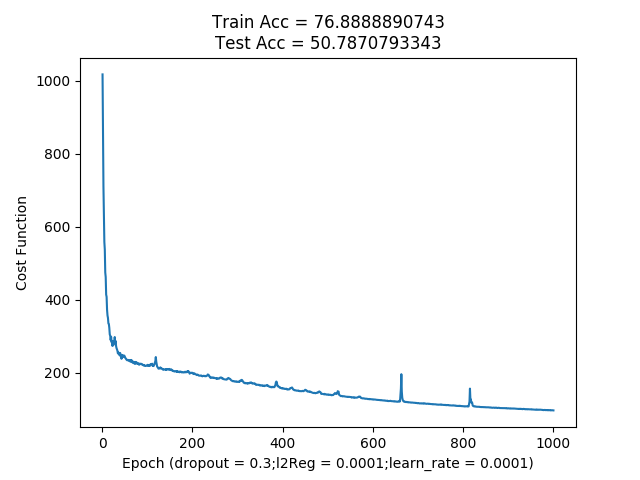 Train Acc = 76.8888890743
Test Acc = 50.7870793343
1000
800
600
400
200
Cost Function
0
200
400
600
800
1000
Epoch (dropout = 0.3;l2Reg = 0.0001;learn_rate = 0.0001)